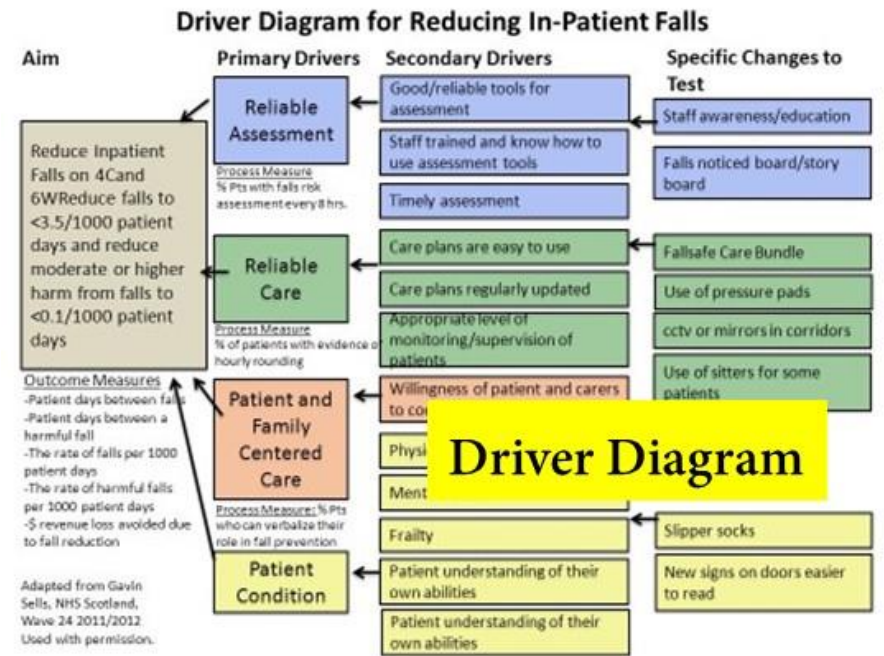 Driver Diagram for Reducing In-Patient Falls
Aim
Primary Drivers
Secondary Drivers
Specific Changes to
Test
Reduce Inpatient
Falls on 4Cand
6WReduce falls to
<3.5/1000 patient
days and reduce
moderate or higher
harm from falls to
<0.1/1000 patient
days
Outcome Measures
-Patient days between falls
-Patient days between a
harmful fall
-The rate of falls per 1000
patient days
-The rate of harmful falls
per 1000 patient days
-$ revenue loss avoided due
to fall reduction
Adapted from Gavin
Sells, NHS Scotland,
Wave 24 2011/2012
Used with permission.
Reliable
Assessment
Process Measure
% Pts with falls risk
assessment every 8 hrs.
Reliable
Care
Process Measure
% of patients with evidence of
hourly rounding
Patient and
Family
Centered
Care
Process Measure: % Pts
who can verbalize their
role in fall prevention
Patient
Condition
Good/reliable tools for
assessment
Staff trained and know how to
use assessment tools
Timely assessment
Care plans are easy to use
Care plans regularly updated
Appropriate level of
monitoring/supervision of
patients
Willingness of patient and carers
to
Frailty
Patient understanding of their
own abilities
Patient understanding of their
own abilities
Staff awareness/education
Falls noticed board/story
board
Fallsafe Care Bundle
Use of pressure pads
cctv or mirrors in corridors
Use of sitters for some
patients
Slipper socks
New signs on doors easier
to read
Driver Diagram